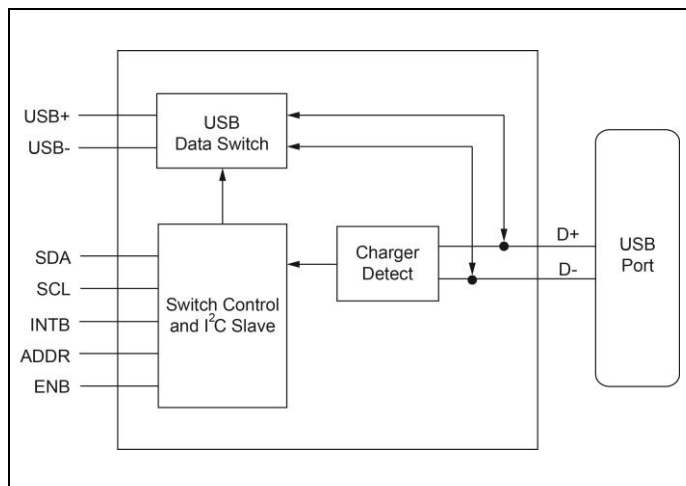 USB+
USB-
USB
Data Switch
SDA
SCL
INTB
ADDR
ENB
Switch Control
and I²C Slave
Charger
Detect
D+
D-
USB
Port